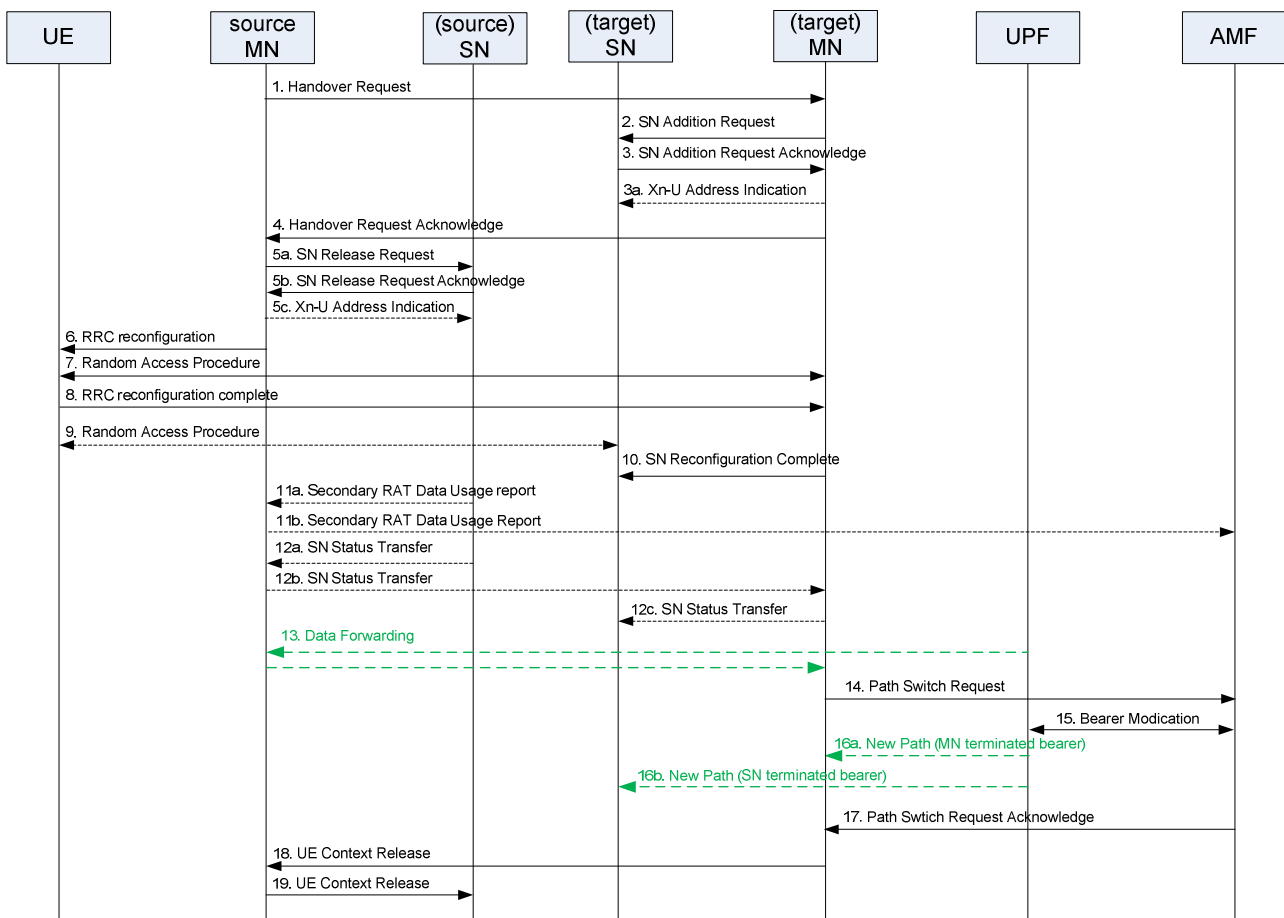 UE
source
MN
(source)
SN
(target)
SN
(target)
MN
UPF
AMF
1. Handover Request
2. SN Addition Request
3. SN Addition Request Acknowledge
3a. Xn-U Address Indication
4. Handover Request Acknowledge
5a. SN Release Request
5b. SN Release Request Acknowledge
5c. Xn-U Address Indication
6. RRC reconfiguration
7. Random Access Procedure
8. RRC reconfiguration complete
9. Random Access Procedure
10. SN Reconfiguration Complete
11a. Secondary RAT Data Usage report
11b. Secondary RAT Data Usage Report
12a. SN Status Transfer
12b. SN Status Transfer
12c. SN Status Transfer
13. Data Forwarding
14. Path Switch Request
15. Bearer Modication
16a. New Path (MN terminated bearer)
16b. New Path (SN terminated bearer)
17. Path Swtich Request Acknowledge
18. UE Context Release
19. UE Context Release